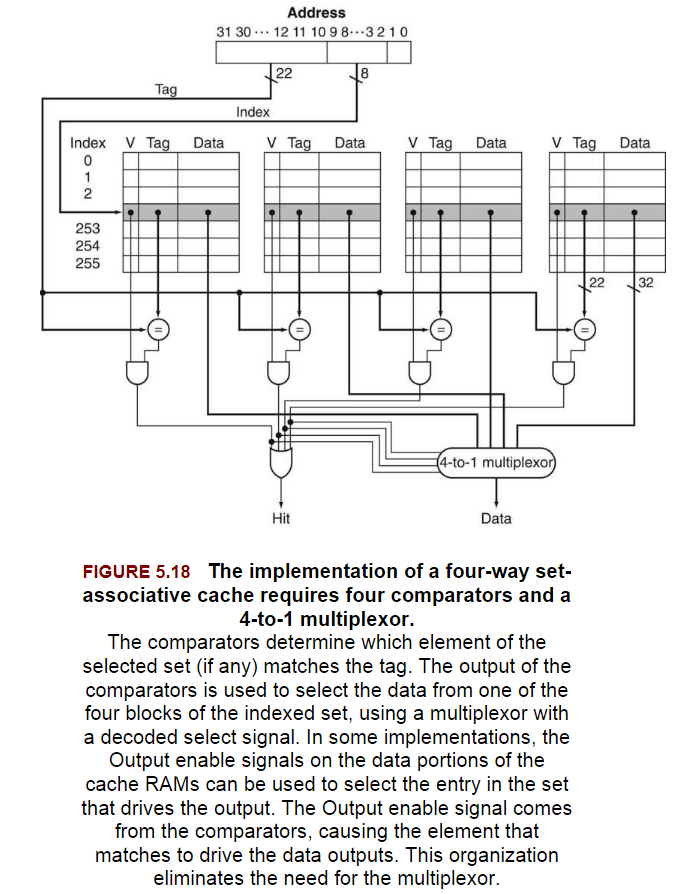 Address
31 30 ··· 12 11 10 9 8···3 2 1 0
22
8
Tag
Index
Index V Tag Data V Tag Data V Tag Data V Tag Data
0
1
2
253
254
255
22
32
=
=
=
=
4-to-1 multiplexor
Hit
Data
FIGURE 5.18 The implementation of a four-way set-
associative cache requires four comparators and a
4-to-1 multiplexor.
The comparators determine which element of the
selected set (if any) matches the tag. The output of the
comparators is used to select the data from one of the
four blocks of the indexed set, using a multiplexor with
a decoded select signal. In some implementations, the
Output enable signals on the data portions of the
cache RAMs can be used to select the entry in the set
that drives the output. The Output enable signal comes
from the comparators, causing the element that
matches to drive the data outputs. This organization
eliminates the need for the multiplexor.